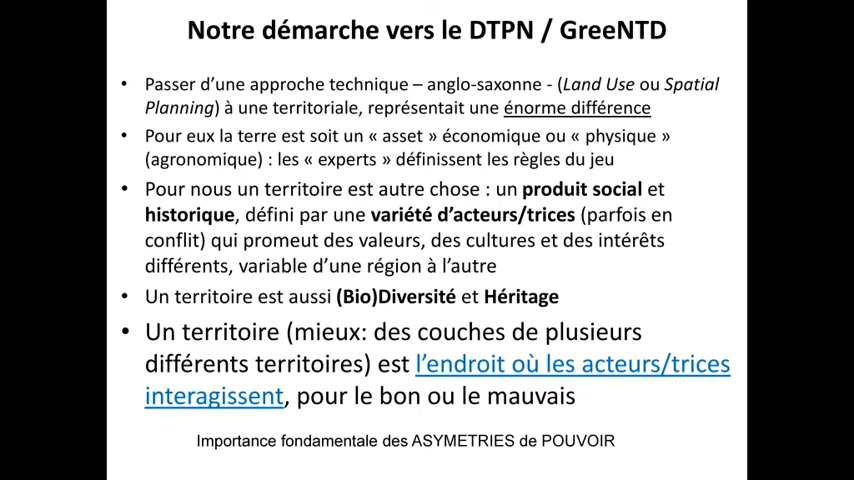 Notre démarche vers le DTPN / GreeNTD
• Passer d’une approche technique – anglo-saxonne - (Land Use ou Spatial
Planning) à une territoriale, représentait une énorme différence
• Pour eux la terre est soit un « asset » économique ou « physique »
(agronomique) : les « experts » définissent les règles du jeu
• Pour nous un territoire est autre chose : un produit social et
historique, défini par une variété d’acteurs/trices (parfois en
conflit) qui promeut des valeurs, des cultures et des intérêts
différents, variable d’une région à l’autre
• Un territoire est aussi (Bio)Diversité et Héritage
• Un territoire (mieux: des couches de plusieurs
différents territoires) est l’endroit où les acteurs/trices
interagissent, pour le bon ou le mauvais
Importance fondamentale des ASYMETRIES de POUVOIR